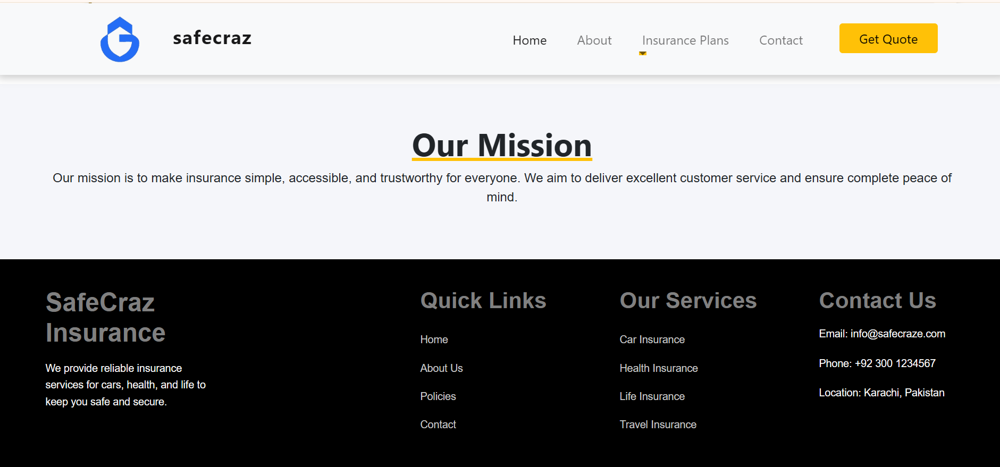 safecraz
Home About Insurance Plans Contact Get Quote
Our Mission
Our mission is to make insurance simple, accessible, and trustworthy for everyone. We aim to deliver excellent customer service and ensure complete peace of
mind.
SafeCraz
Insurance
We provide reliable insurance
services for cars, health, and life to
keep you safe and secure.
Quick Links
Home
About Us
Policies
Contact
Our Services
Car Insurance
Health Insurance
Life Insurance
Travel Insurance
Contact Us
Email: info@safecraze.com
Phone: +92 300 1234567
Location: Karachi, Pakistan